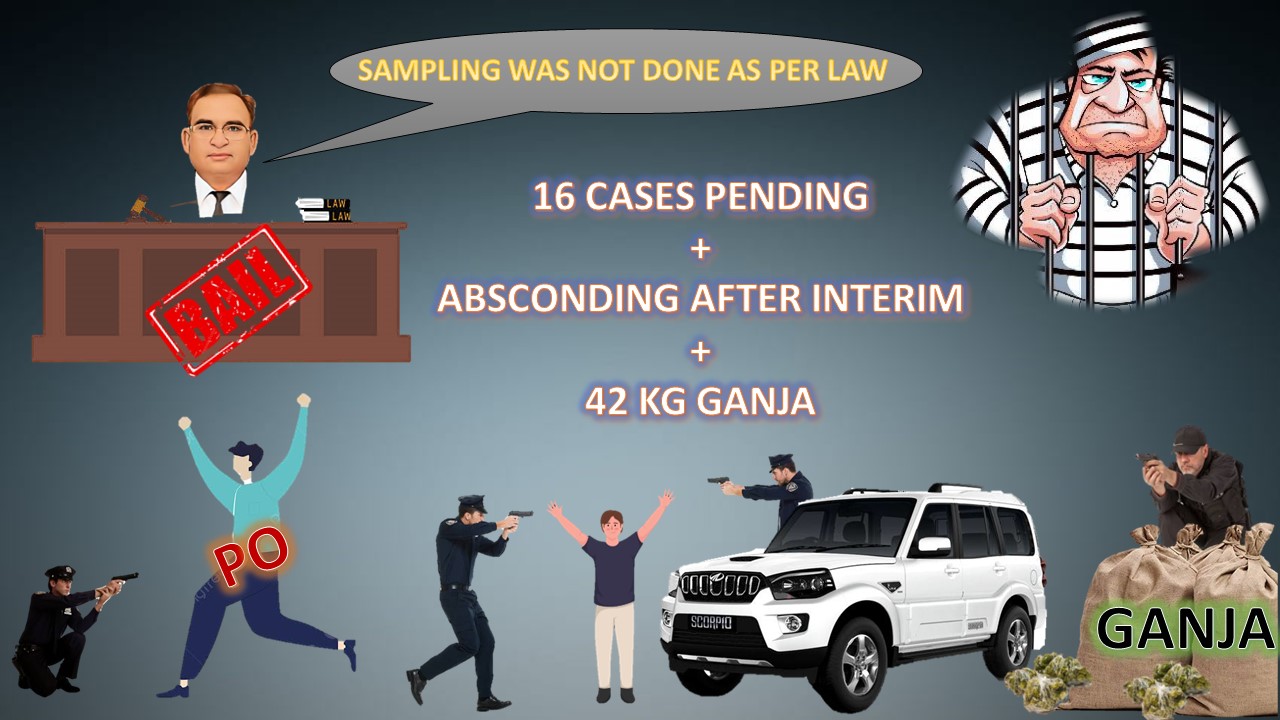 SAMPLING WAS NOT DONE AS PER LAW
LAW
LAW
BAIL
16 CASES PENDING
+
ABSCONDING AFTER INTERIM
+
42 KG GANJA
PO
SCORPIO
GANJA